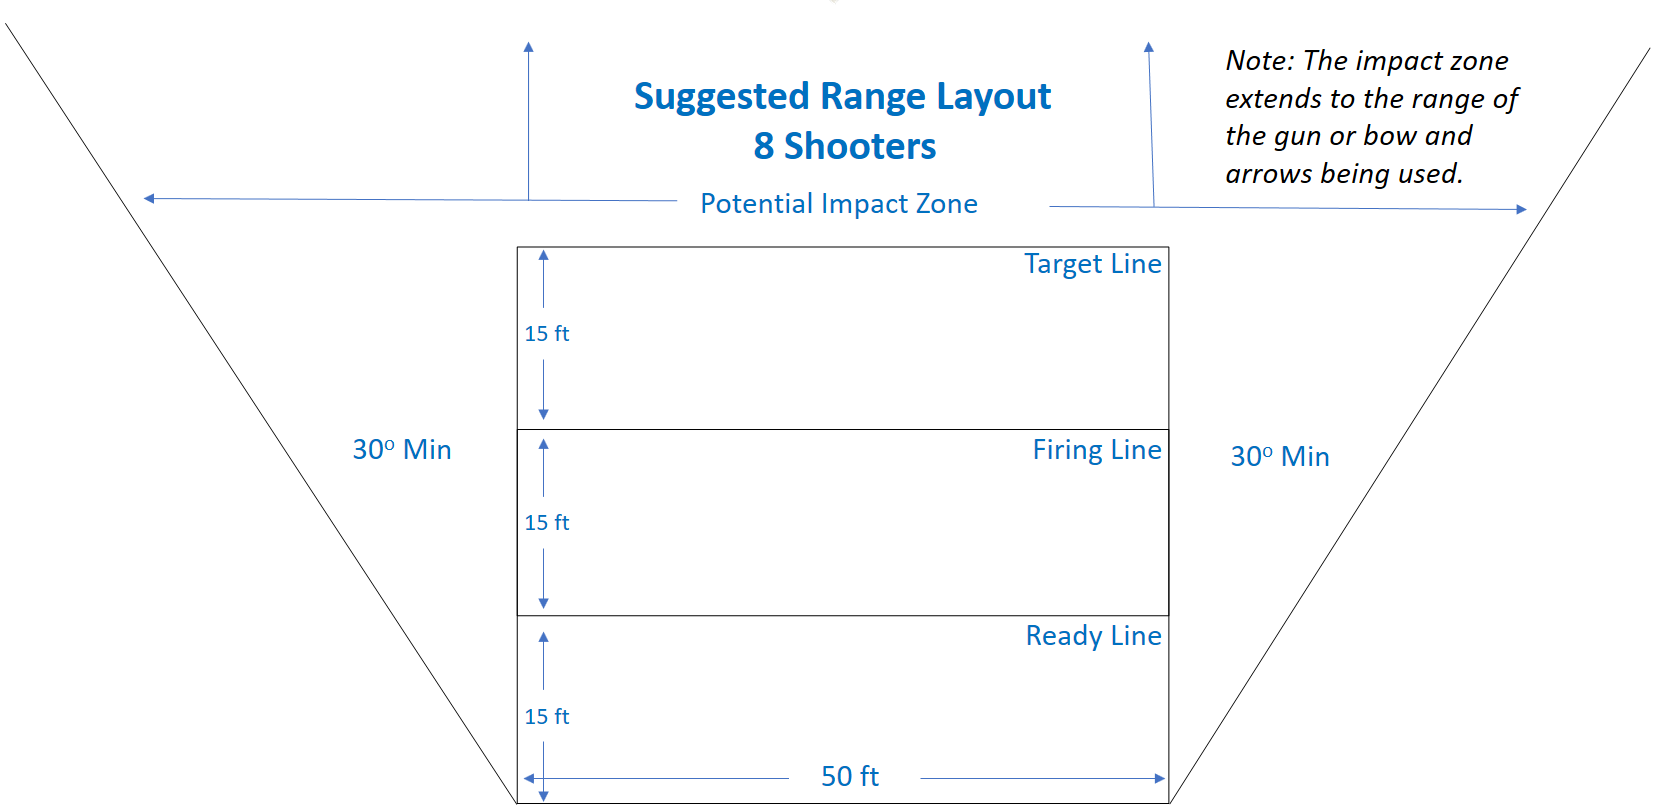 Suggested Range Layout
8 Shooters
Potential Impact Zone
Note: The impact zone
extends to the range of
the gun or bow and
arrows being used.
Target Line
15 ft
30º Min
Firing Line
30º Min
15 ft
Ready Line
15 ft
50 ft